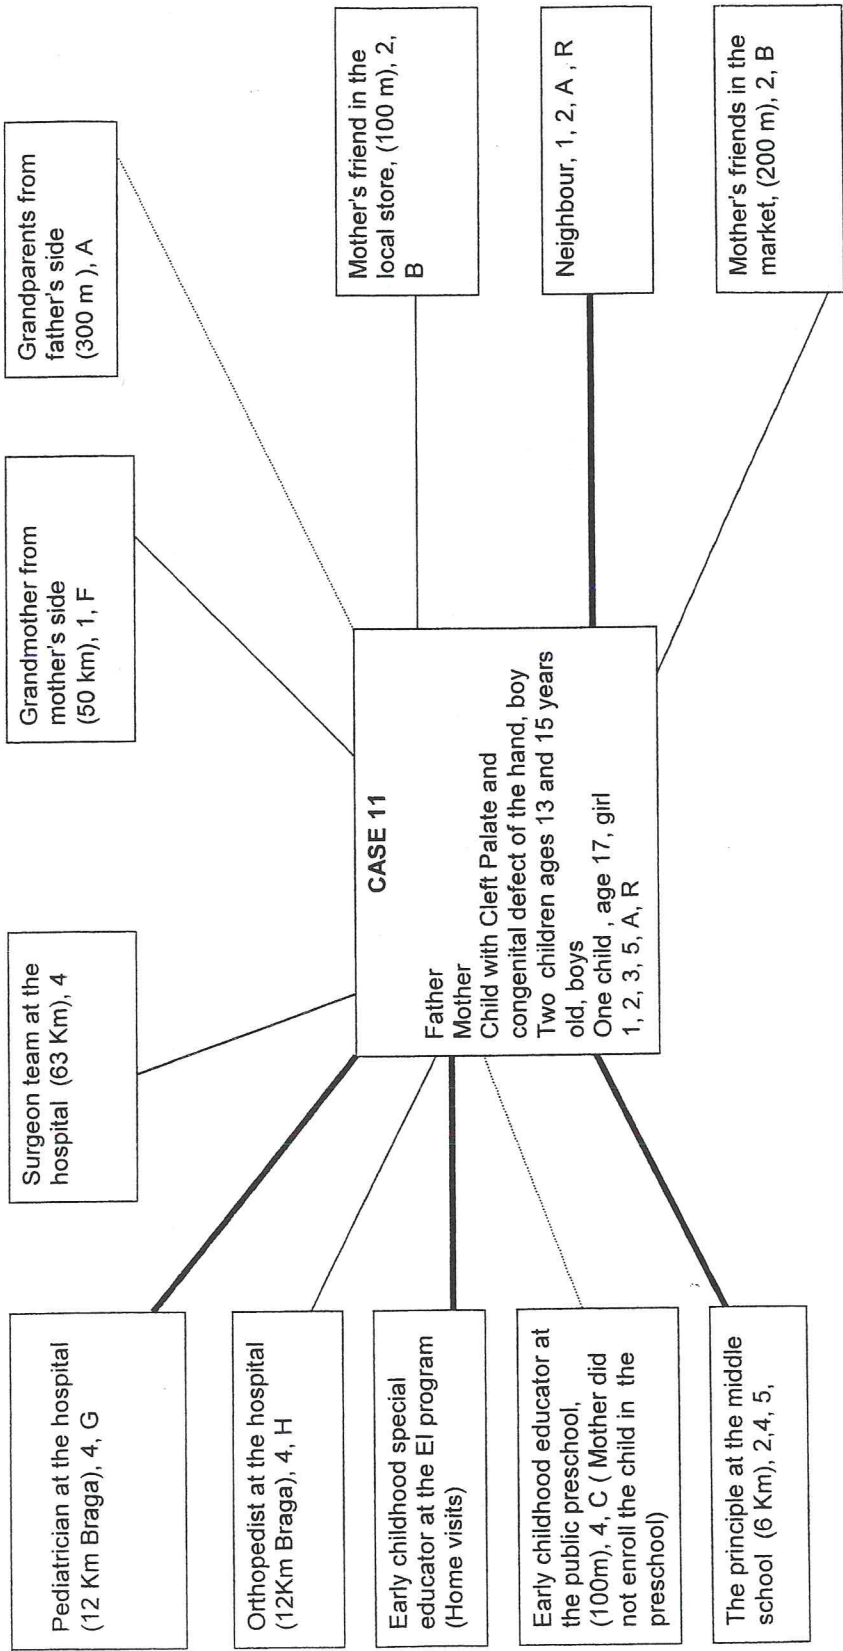 Pediatrician at the hospital
(12 Km Braga), 4, G
Orthopedist at the hospital
(12Km Braga), 4, H
Early childhood special
educator at the EI program
(Home visits)
Early childhood educator at
the public preschool,
(100m), 4, C ( Mother did
not enroll the child in the
preschool)
The principle at the middle
school (6 Km), 2,4, 5,
Surgeon team at the
hospital (63 Km), 4
CASE 11
Father
Mother
Child with Cleft Palate and
congenital defect of the hand, boy
Two children ages 13 and 15 years
old, boys
One child , age 17, girl
1, 2, 3, 5, A, R
Grandmother from
mother's side
(50 km), 1, F
Grandparents from
father's side
(300 m ), A
Mother's friend in the
local store, (100 m), 2,
B
Neighbour, 1, 2, A , R
Mother's friends in the
market, (200 m), 2, B